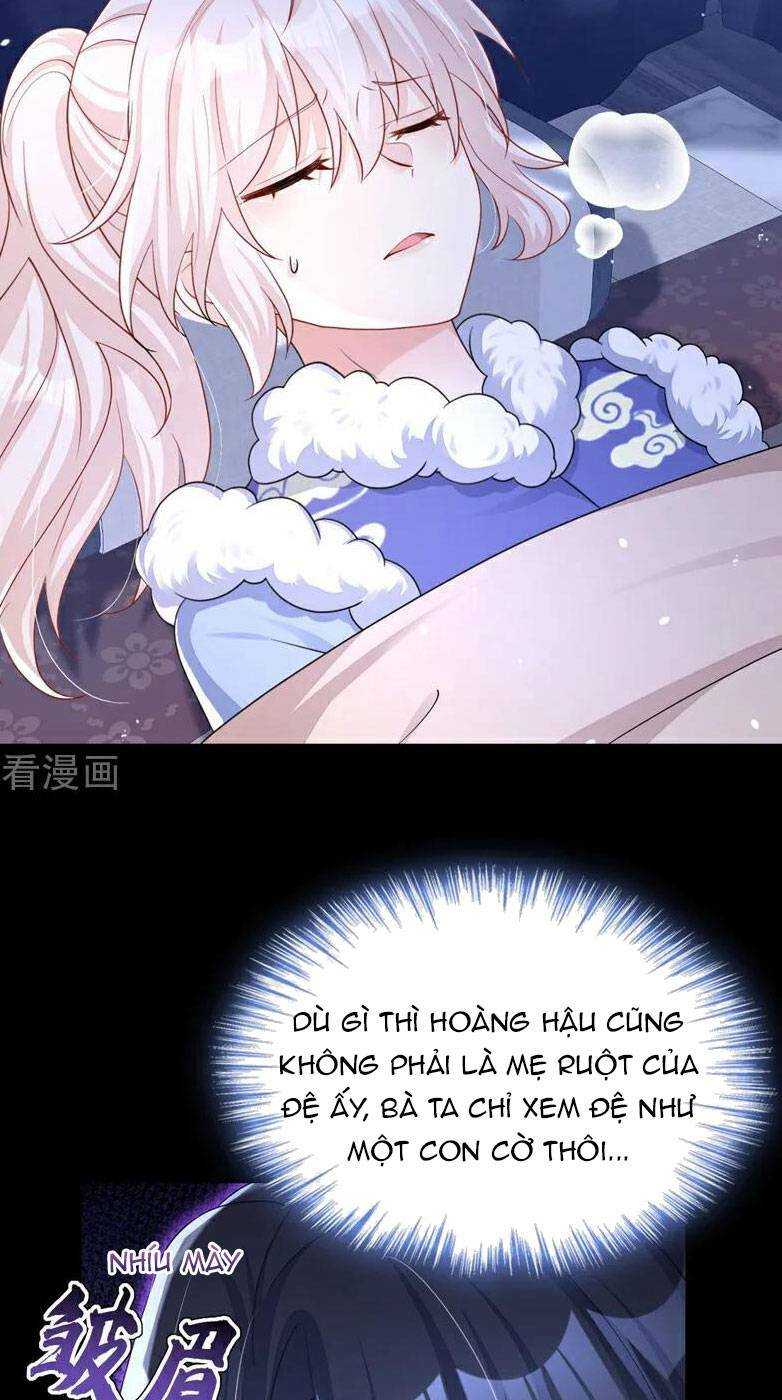 看漫画
DÙ GÌ THÌ HOÀNG HẬU CŨNG
KHÔNG PHẢI LÀ MẸ RUỘT CỦA
ĐỆ ẤY, BÀ TA CHỈ XEM ĐỆ NHƯ
MỘT CON CỜ THÔI...
NHÍU MÀY
皱眉